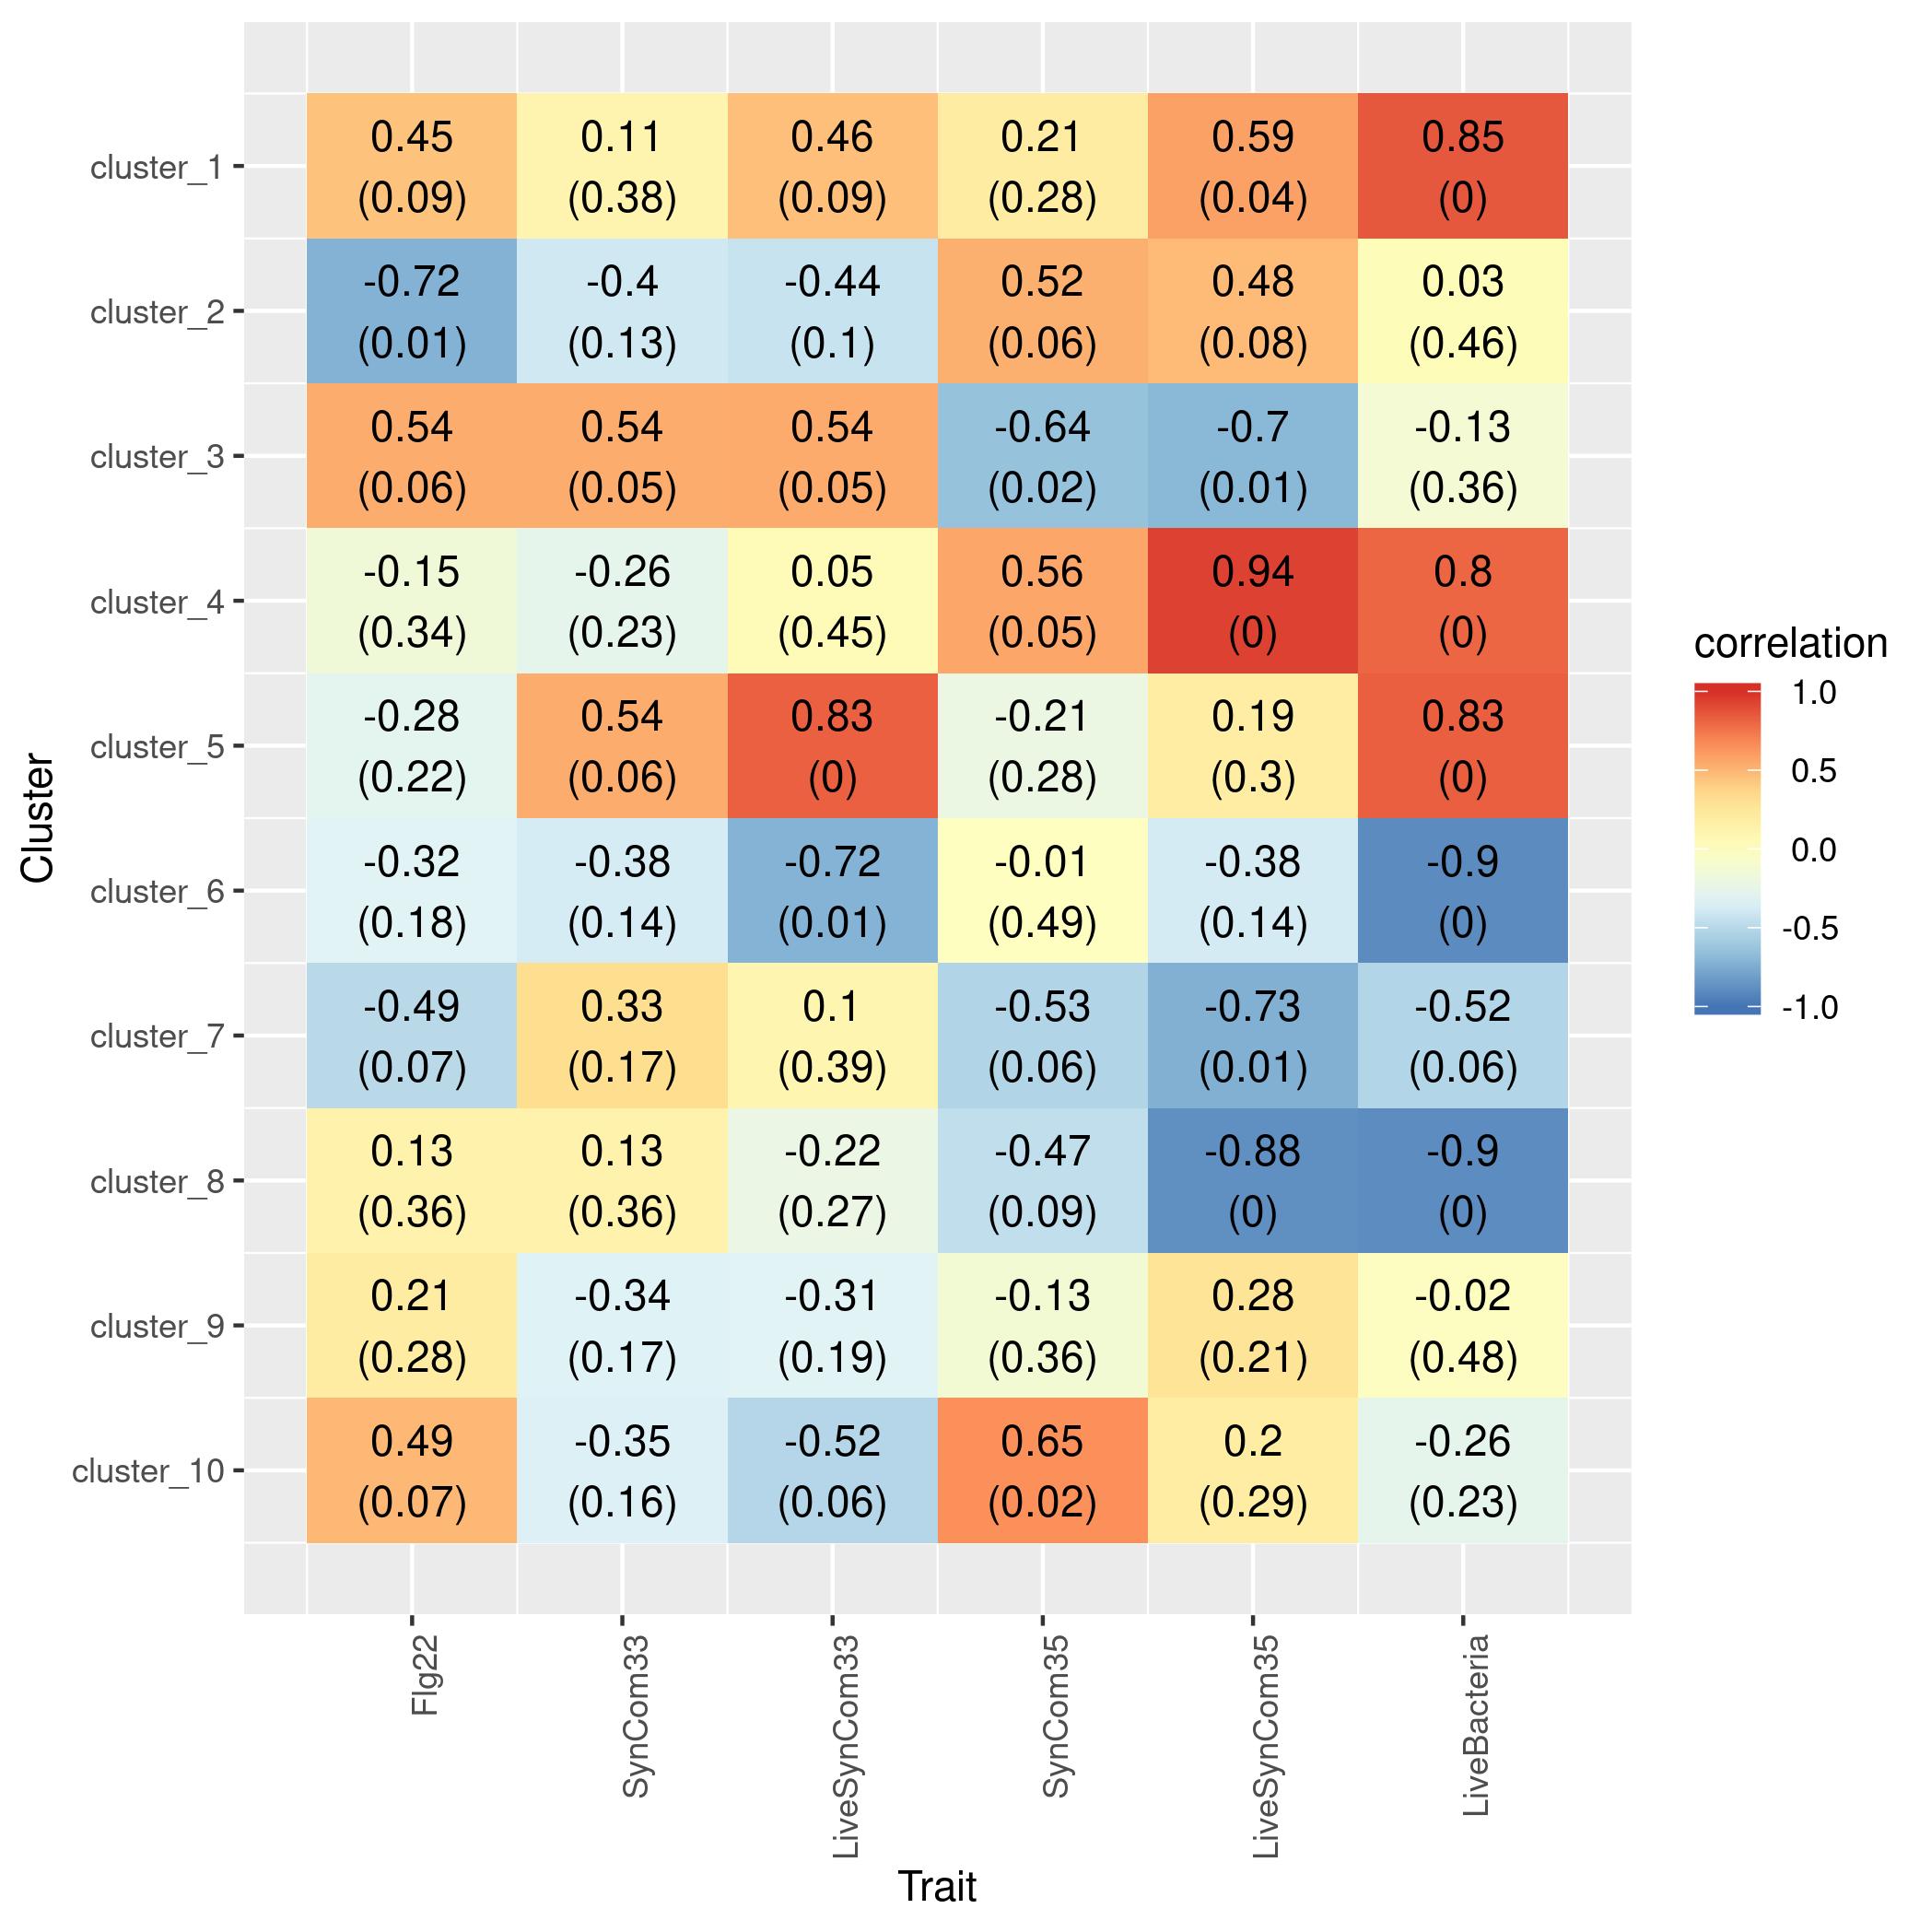 0.45 0.11 0.46 0.21 0.59 0.85
cluster_1
(0.09) (0.38) (0.09) (0.28) (0.04) (0)
-0.72 -0.4 -0.44 0.52 0.48 0.03
cluster_2
(0.01) (0.13) (0.1) (0.06) (0.08) (0.46)
0.54 0.54 0.54 -0.64 -0.7 -0.13
cluster_3
(0.06) (0.05) (0.05) (0.02) (0.01) (0.36)
-0.15 -0.26 0.05 0.56 0.94 0.8
cluster_4
(0.34) (0.23) (0.45) (0.05) (0) (0)
-0.28 0.54 0.83 -0.21 0.19 0.83
cluster_5
(0.22) (0.06) (0) (0.28) (0.3) (0)
-0.32 -0.38 -0.72 -0.01 -0.38 -0.9
cluster_6
(0.18) (0.14) (0.01) (0.49) (0.14) (0)
-0.49 0.33 0.1 -0.53 -0.73 -0.52
cluster_7
(0.07) (0.17) (0.39) (0.06) (0.01) (0.06)
0.13 0.13 -0.22 -0.47 -0.88 -0.9
cluster_8
(0.36) (0.36) (0.27) (0.09) (0) (0)
0.21 -0.34 -0.31 -0.13 0.28 -0.02
cluster_9
(0.28) (0.17) (0.19) (0.36) (0.21) (0.48)
0.49 -0.35 -0.52 0.65 0.2 -0.26
cluster_10
(0.07) (0.16) (0.06) (0.02) (0.29) (0.23)
Cluster
Flg22
SynCom33
LiveSynCom33
SynCom35
LiveSynCom35
LiveBacteria
Trait
correlation
1.0
0.5
0.0
-0.5
-1.0